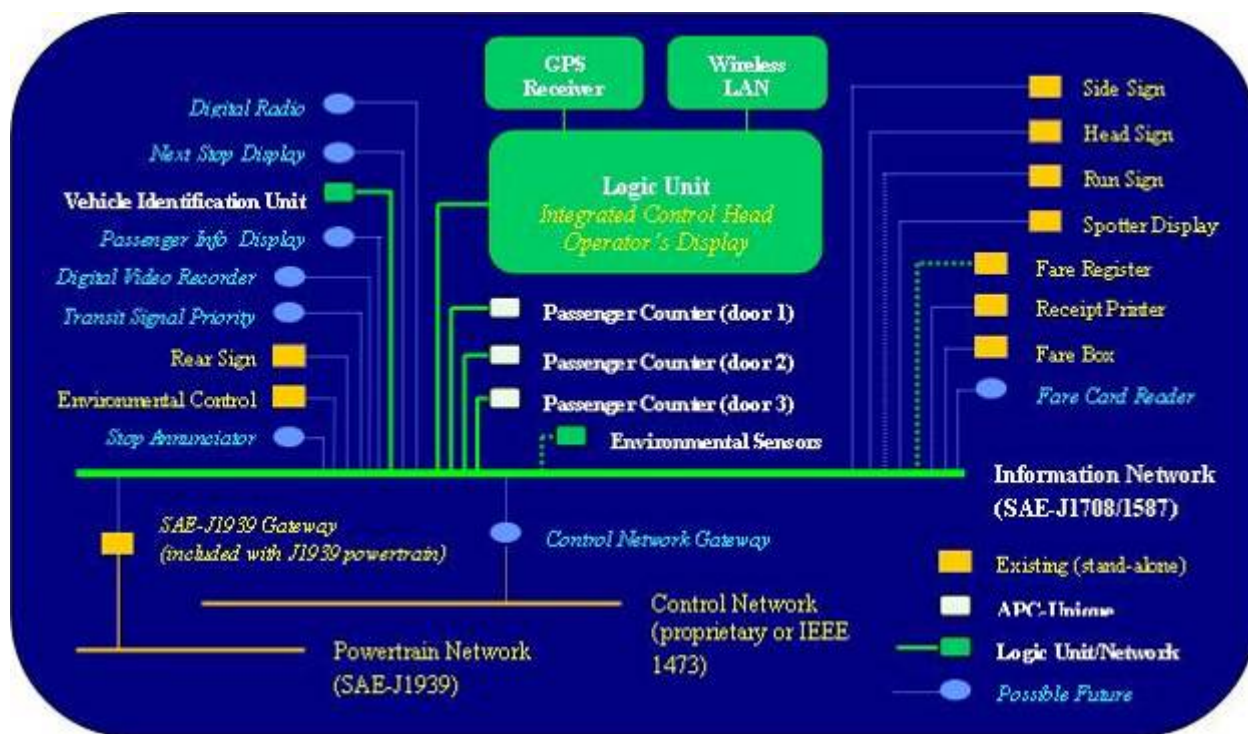 GPS
Receiver
Wireless
LAN
Logic Unit
Integrated Control Head
Operator's Display
Digital Radio
Next Stop Display
Vehicle Identification Unit
Passenger Info Display
Digital Video Recorder
Transit Signal Priority
Rear Sign
Environmental Control
Stop Annunciator
Passenger Counter (door 1)
Passenger Counter (door 2)
Passenger Counter (door 3)
Environmental Sensors
Side Sign
Head Sign
Run Sign
Spotter Display
Fare Register
Receipt Printer
Fare Box
Fare Card Reader
Information Network
(SAE-J1708/1587)
SAE-J1939 Gateway
(included with J1939 powertrain)
Control Network Gateway
Control Network
(proprietary or IEEE
1473)
Powertrain Network
(SAE-J1939)
Existing (stand-alone)
APC-Unique
Logic Unit/Network
Possible Future